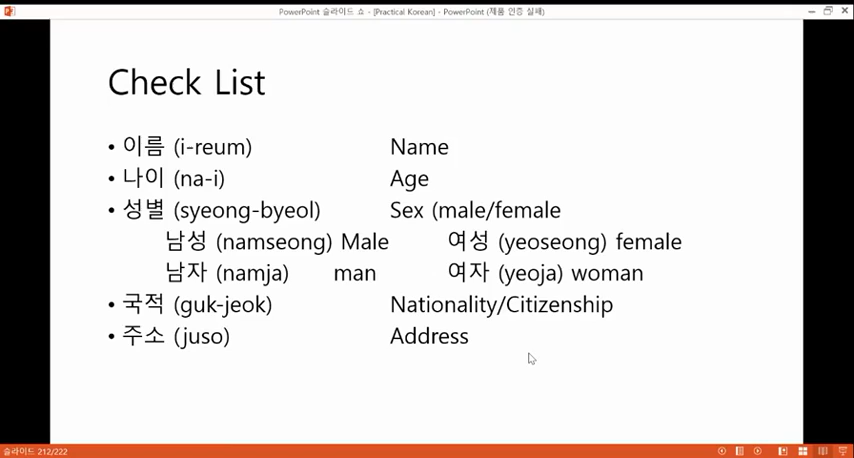 PowerPoint 슬라이드 쇼 - [Practical Korean] - PowerPoint (제품 인증 실패)
Check List
• 이름 (i-reum) Name
• 나이 (na-i) Age
• 성별 (syeong-byeol) Sex (male/female
남성 (namseong) Male 여성 (yeoseong) female
남자 (namja) man 여자 (yeoja) woman
• 국적 (guk-jeok) Nationality/Citizenship
• 주소 (juso) Address
슬라이드 212/222